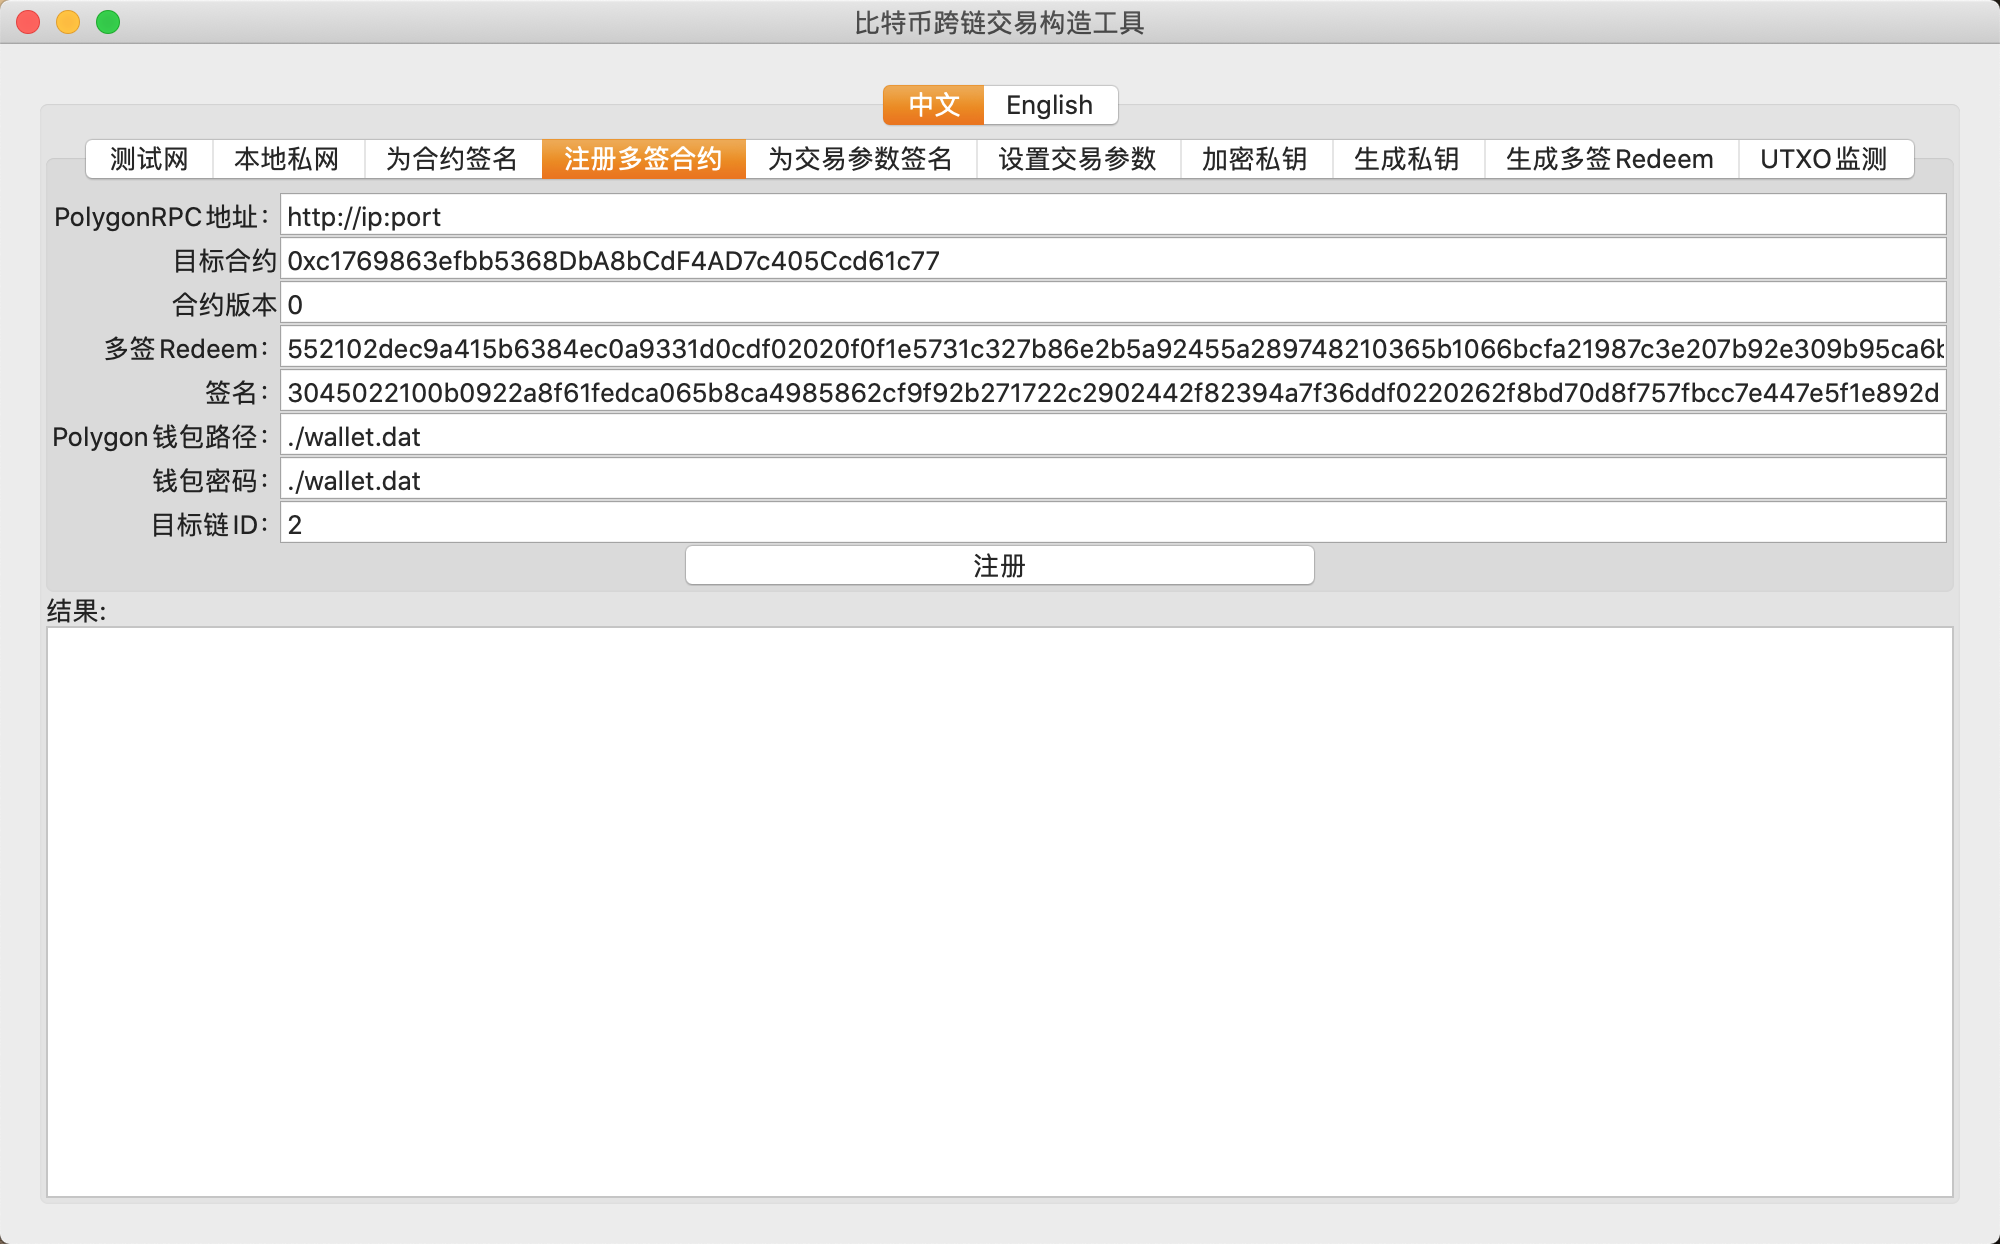 比特币跨链交易构造工具
中文 English
测试网 本地私网 为合约签名 注册多签合约 为交易参数签名 设置交易参数 加密私钥 生成私钥 生成多签Redeem UTXO监测
PolygonRPC地址： http://ip:port
目标合约 0xc1769863efbb5368DbA8bCdF4AD7c405Ccd61c77
合约版本 0
多签Redeem： 552102dec9a415b6384ec0a9331d0cdf02020f0f1e5731c327b86e2b5a92455a289748210365b1066bcfa21987c3e207b92e309b95ca6b
签名： 3045022100b0922a8f61fedca065b8ca4985862cf9f92b271722c2902442f82394a7f36ddf0220262f8bd70d8f757fbcc7e447e5f1e892d
Polygon钱包路径： ./wallet.dat
钱包密码： ./wallet.dat
目标链ID： 2
注册
结果: